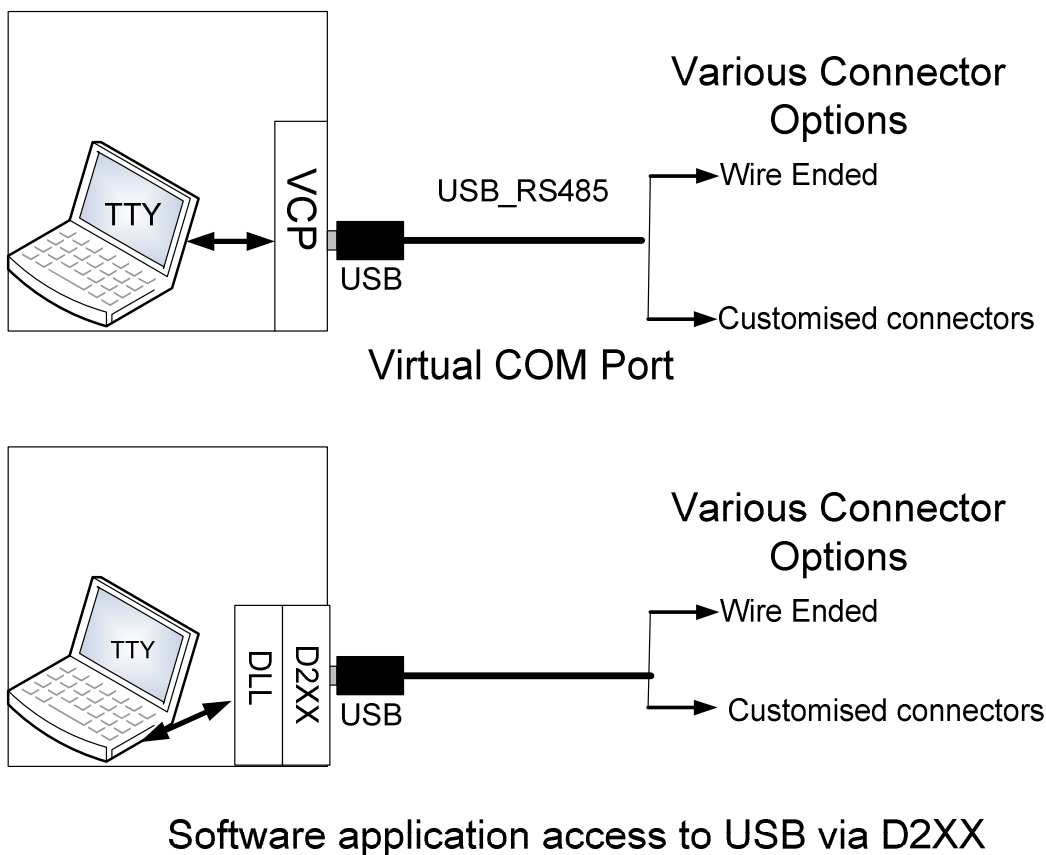 Various Connector
Options
Wire Ended
USB_RS485
TTY
VCP
USB
Customised connectors
Virtual COM Port
Various Connector
Options
Wire Ended
TTY
DLL
D2XX
USB
Customised connectors
Software application access to USB via D2XX